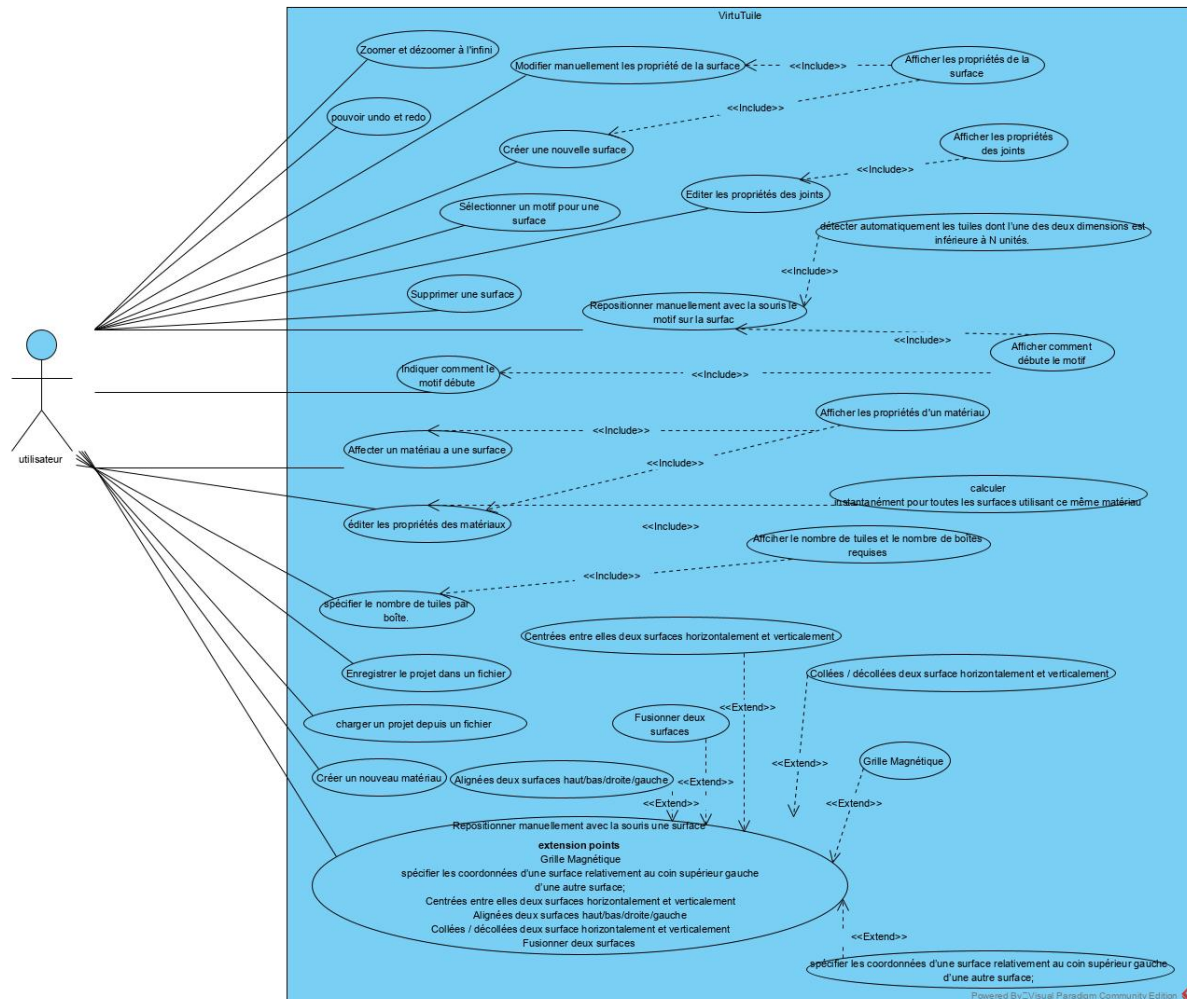 VirtuTuile
Zoomer et dézoomer à l'infini
Modifier manuellement les propriété de la surface
<<Include>>
Afficher les propriétés de la
surface
<<Include>>
pouvoir undo et redo
Créer une nouvelle surface
Afficher les propriétés
des joints
<<Include>>
Editer les propriétés des joints
Sélectionner un motif pour une
surface
détecter automatiquement les tuiles dont l'une des deux dimensions est
inférieure à N unités.
<<Include>>
Supprimer une surface
Repositionner manuellement avec la souris le
motif sur la surfac
<<Include>>
Afficher comment
débute le motif
Indiquer comment le
motif débute
<<Include>>
Afficher les propriétés d'un matériau
<<Include>>
Affecter un matériau a une surface
utilisateur
<<Include>>
calculer
instantanément pour toutes les surfaces utilisant ce même matériau
éditer les propriétés des matériaux
<<Include>>
Affciher le nombre de tuiles et le nombre de boîtes
requises
<<Include>>
spécifier le nombre de tuiles par
boîte.
Centrées entre elles deux surfaces horizontalement et verticalement
Enregistrer le projet dans un fichier
Collées / décollées deux surface horizontalement et verticalement
<<Extend>>
Fusionner deux
surfaces
charger un projet depuis un fichier
<<Extend>>
Grille Magnétique
Créer un nouveau matériau
Alignées deux surfaces haut/bas/droite/gauche
<<Extend>>
<<Extend>>
<<Extend>>
Repositionner manuellement avec la souris une surface
extension points
Grille Magnétique
spécifier les coordonnées d'une surface relativement au coin supérieur gauche
d'une autre surface;
Centrées entre elles deux surfaces horizontalement et verticalement
Alignées deux surfaces haut/bas/droite/gauche
Collées / décollées deux surface horizontalement et verticalement
Fusionner deux surfaces
<<Extend>>
spécifier les coordonnées d'une surface relativement au coin supérieur gauche
d'une autre surface;
Powered By Visual Paradigm Community Edition